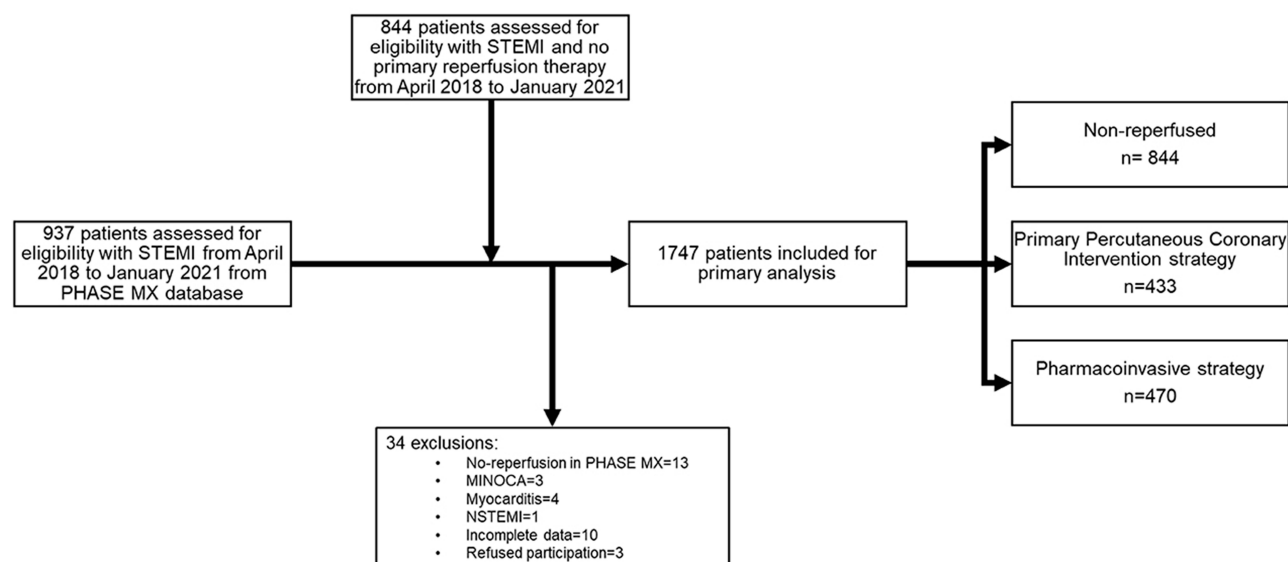 844 patients assessed for
eligibility with STEMI and no
primary reperfusion therapy
from April 2018 to January 2021
937 patients assessed for
eligibility with STEMI from April
2018 to January 2021 from
PHASE MX database
1747 patients included for
primary analysis
Non-reperfused
n= 844
Primary Percutaneous Coronary
Intervention strategy
n=433
Pharmacoinvasive strategy
n=470
34 exclusions:
• No-reperfusion in PHASE MX=13
• MINOCA=3
• Myocarditis=4
• NSTEMI=1
• Incomplete data=10
• Refused participation=3